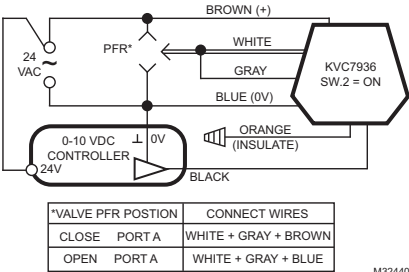 BROWN (+)
PFR*
WHITE
24
VAC
~
GRAY
KVC7936
SW.2 = ON
BLUE (0V)
0-10 VDC
CONTROLLER
0V
ORANGE
(INSULATE)
24V
BLACK
*VALVE PFR POSTION CONNECT WIRES
CLOSE PORT A WHITE + GRAY + BROWN
OPEN PORT A WHITE + GRAY + BLUE
M32440